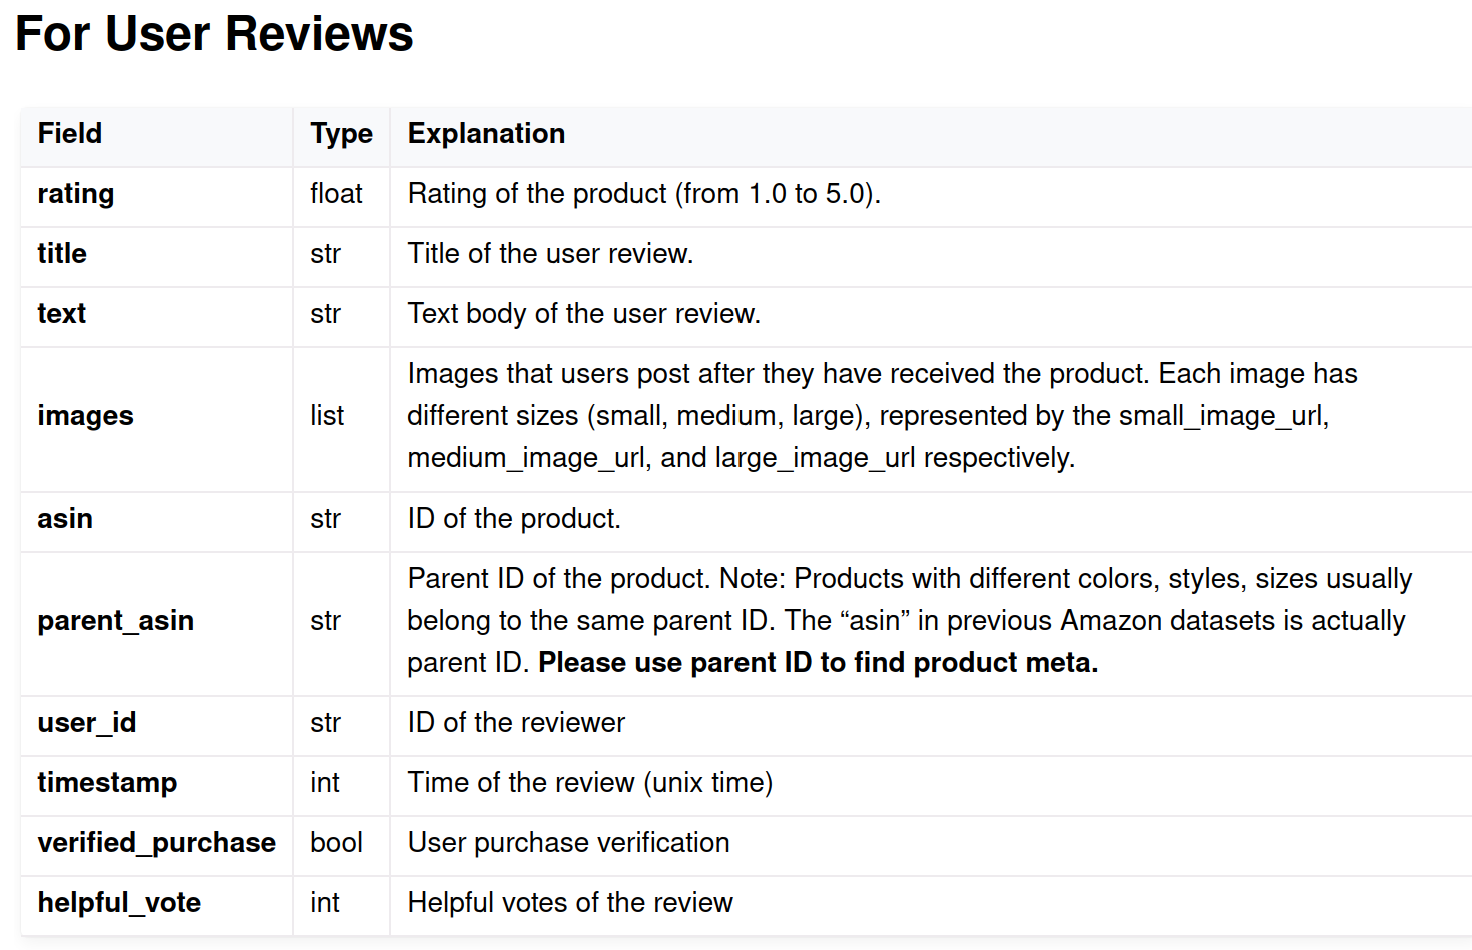 For User Reviews
Field Type Explanation
rating float Rating of the product (from 1.0 to 5.0).
title str Title of the user review.
text str Text body of the user review.
images list Images that users post after they have received the product. Each image has
different sizes (small, medium, large), represented by the small_image_url,
medium_image_url, and large_image_url respectively.
asin str ID of the product.
parent_asin str Parent ID of the product. Note: Products with different colors, styles, sizes usually
belong to the same parent ID. The “asin” in previous Amazon datasets is actually
parent ID. Please use parent ID to find product meta.
user_id str ID of the reviewer
timestamp int Time of the review (unix time)
verified_purchase bool User purchase verification
helpful_vote int Helpful votes of the review